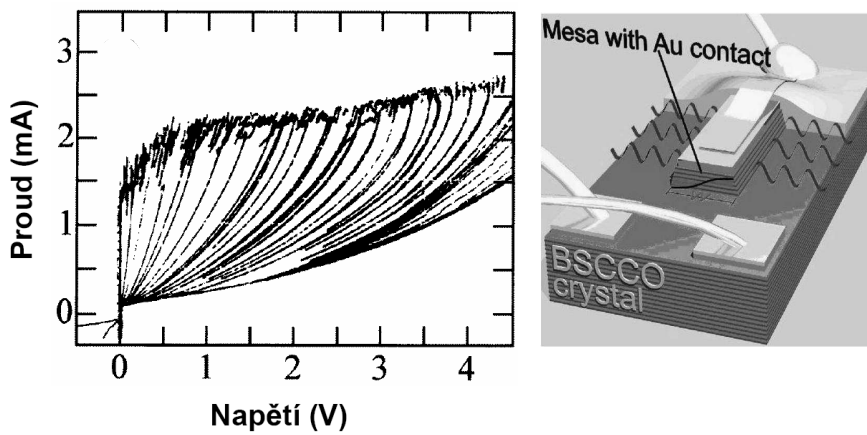 Proud (mA)
3
2
1
0
0 1 2 3 4
Napětí (V)
Mesa with Au contact
BSCCO
crystal